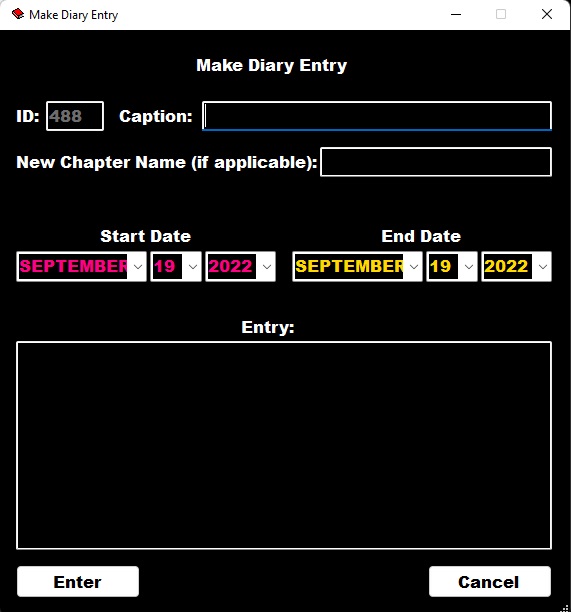 Make Diary Entry
Make Diary Entry
ID: 488 Caption:
New Chapter Name (if applicable):
Start Date End Date
SEPTEMBER 19 2022 SEPTEMBER 19 2022
Entry:
Enter Cancel